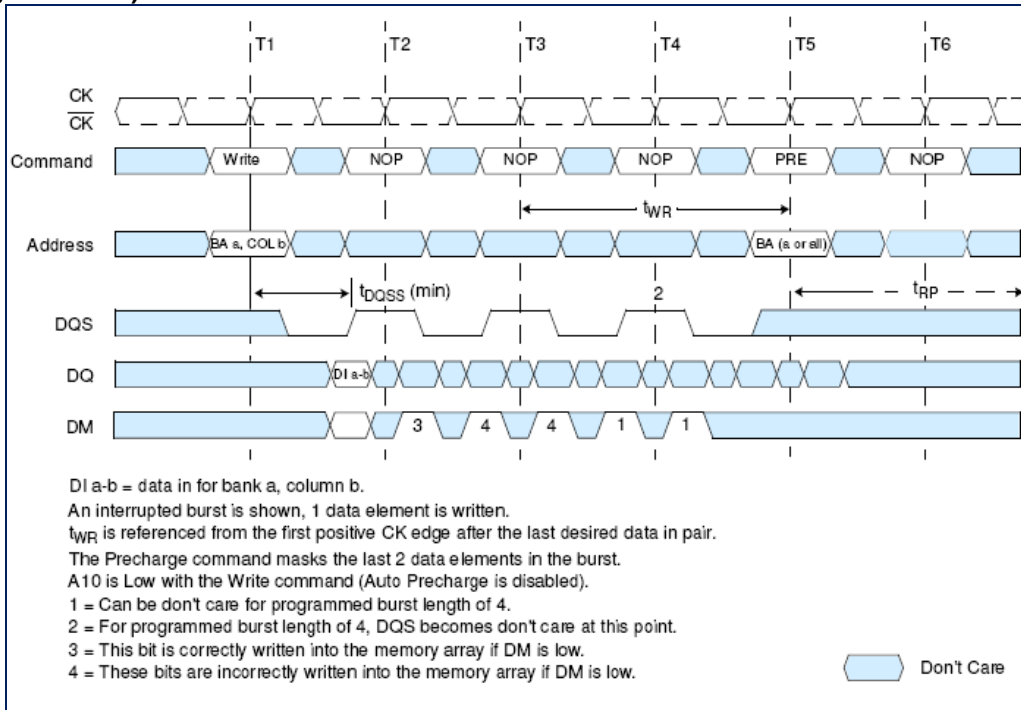 T1 T2 T3 T4 T5 T6
CK
CK
Command Write NOP NOP NOP PRE NOP
tWR
Address BA a, COL b BA (a or all)
tDQSS (min) 2 tRP
DQS
DQ DI a-b
DM 3 4 4 1 1
DI a-b = data in for bank a, column b.
An interrupted burst is shown, 1 data element is written.
tWR is referenced from the first positive CK edge after the last desired data in pair.
The Precharge command masks the last 2 data elements in the burst.
A10 is Low with the Write command (Auto Precharge is disabled).
1 = Can be don't care for programmed burst length of 4.
2 = For programmed burst length of 4, DQS becomes don't care at this point.
3 = This bit is correctly written into the memory array if DM is low.
4 = These bits are incorrectly written into the memory array if DM is low.
Don't Care